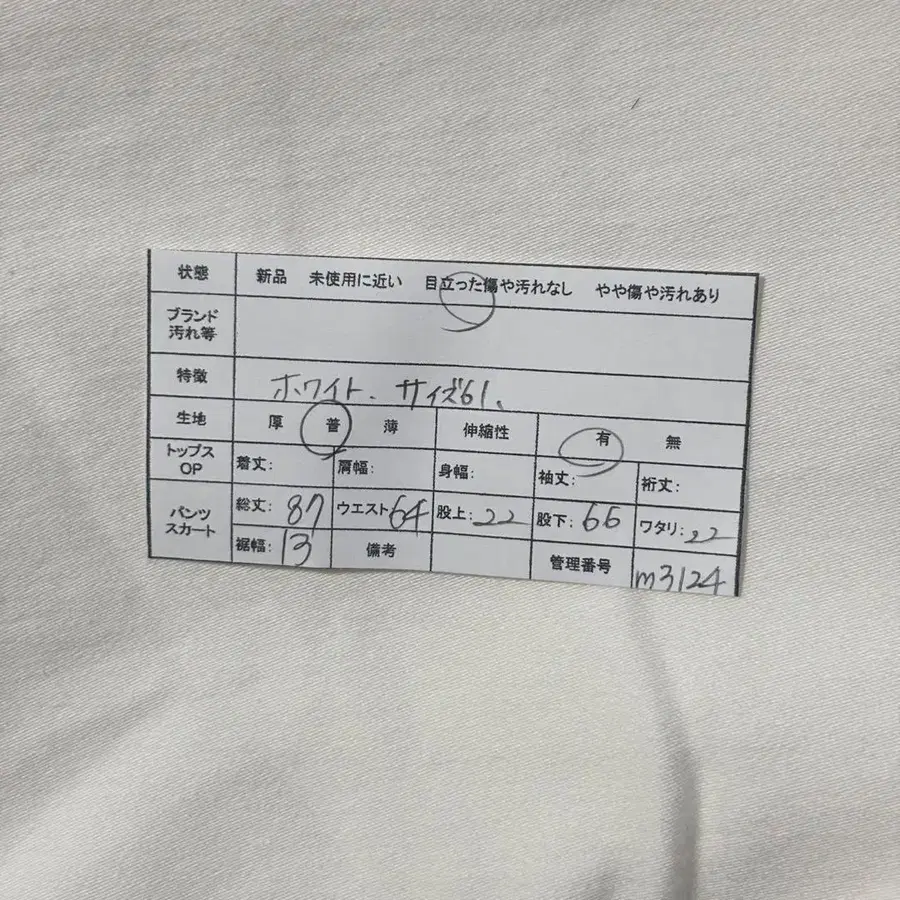 状態 新品 未使用に近い 目立った傷や汚れなし やや傷や汚れあり
ブランド
汚れ等
特徴 ホワイト、サイズ61、
生地 厚 普 薄 伸縮性 有 無
トップス
OP 着丈: 肩幅: 身幅: 袖丈: 裄丈:
パンツ
スカート 総丈: 87 ウエスト 64 股上: 22 股下: 66 ワタリ: 22
裾幅: 13 備考 管理番号 m3124